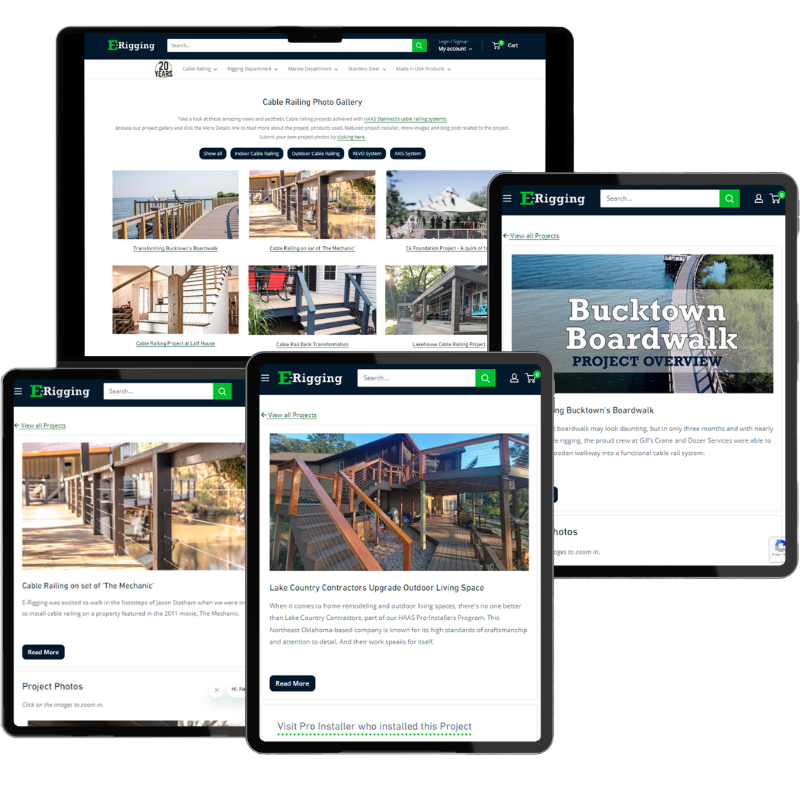 E-Rigging
Search...
Login / Signup
My account
Cart
20 YEARS
Cable Railing
Rigging Department
Marine Department
Stainless Steel
Made in USA Products
Cable Railing Photo Gallery
Take a look at these amazing views and aesthetic Cable railing projects achieved with HAAS Stainless's cable railing systems.
Browse our project gallery and click the More Details link to read more about the project, products used, featured project installer, more images and blog post related to the project.
Submit your own project photos by clicking here.
Show all
Indoor Cable Railing
Outdoor Cable Railing
REVO System
AXIS System
Transforming Bucktown's Boardwalk
Cable Railing on set of 'The Mechanic'
CA Foundation Project - A quirk of f
Cable Railing Project at Loft House
Cable Rail Deck Transformation
Lakehouse Cable Railing Project
E-Rigging
Search...
0
View all Projects
Bucktown
Boardwalk
PROJECT OVERVIEW
ng Bucktown's Boardwalk
t boardwalk may look daunting, but in only three months and with nearly
le rigging, the proud crew at Gill's Crane and Dozer Services were able to
ooden walkway into a functional cable rail system.
hotos
ages to zoom in.
E-Rigging
Search...
View all Projects
Cable Railing on set of 'The Mechanic'
E-Rigging was excited to walk in the footsteps of Jason Statham when we were in
to install cable railing on a property featured in the 2011 movie, The Mechanic.
Read More
Project Photos
Click on the images to zoom in.
Hi. Ne
E-Rigging
Search...
0
View all Projects
Lake Country Contractors Upgrade Outdoor Living Space
When it comes to home remodeling and outdoor living spaces, there's no one better
than Lake Country Contractors, part of our HAAS Pro-Installers Program. This
Northeast Oklahoma-based company is known for its high standards of craftsmanship
and attention to detail. And their work speaks for itself.
Read More
Visit Pro Installer who installed this Project